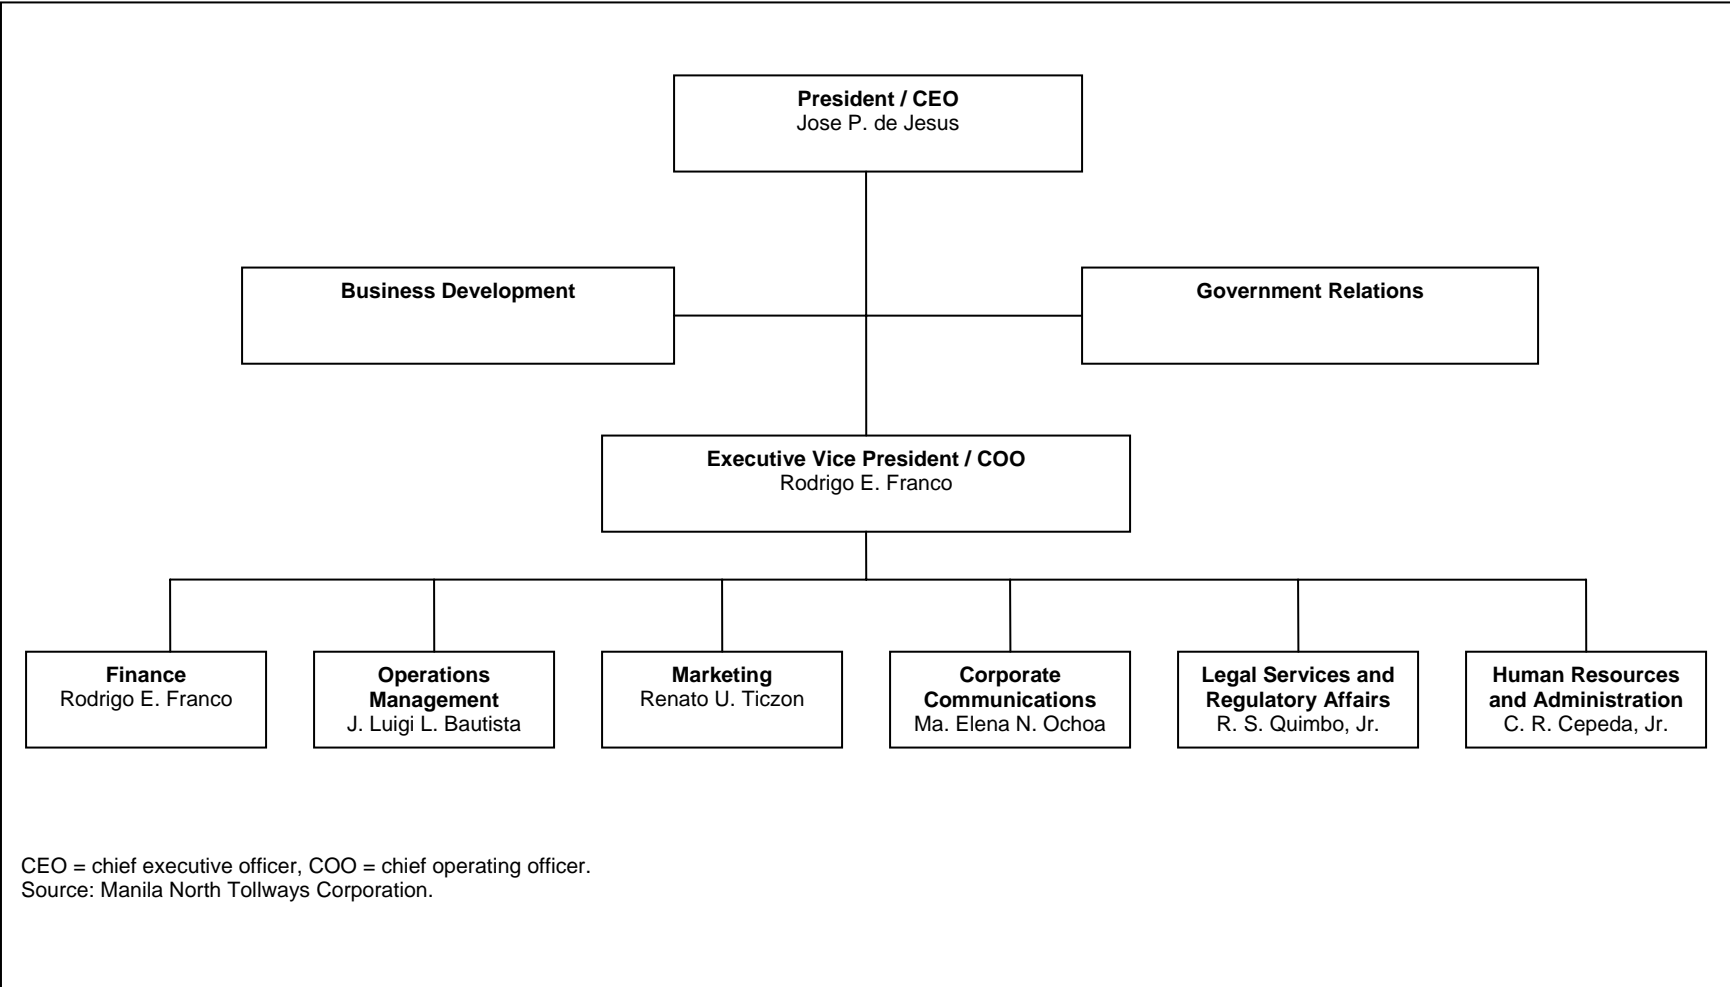 President / CEO
Jose P. de Jesus
Business Development
Government Relations
Executive Vice President / COO
Rodrigo E. Franco
Finance
Rodrigo E. Franco
Operations
Management
J. Luigi L. Bautista
Marketing
Renato U. Ticzon
Corporate
Communications
Ma. Elena N. Ochoa
Legal Services and
Regulatory Affairs
R. S. Quimbo, Jr.
Human Resources
and Administration
C. R. Cepeda, Jr.
CEO = chief executive officer, COO = chief operating officer.
Source: Manila North Tollways Corporation.